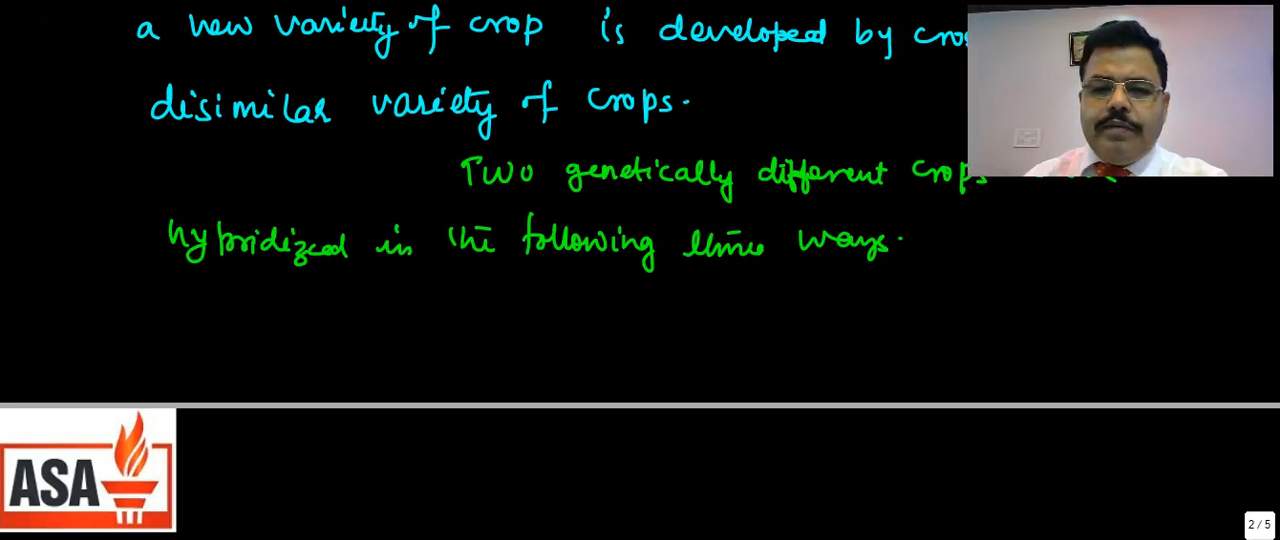 a new variety of crop is developed by cros
disimilar variety of crops.
Two genetically different crops
hybridized in the following three ways.
ASA
2 / 5